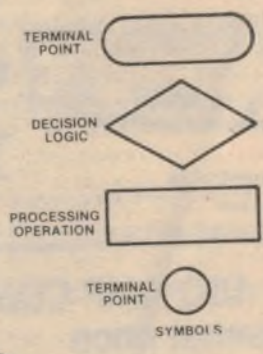 TERMINAL
POINT
DECISION
LOGIC
PROCESSING
OPERATION
TERMINAL
POINT
SYMBOLS